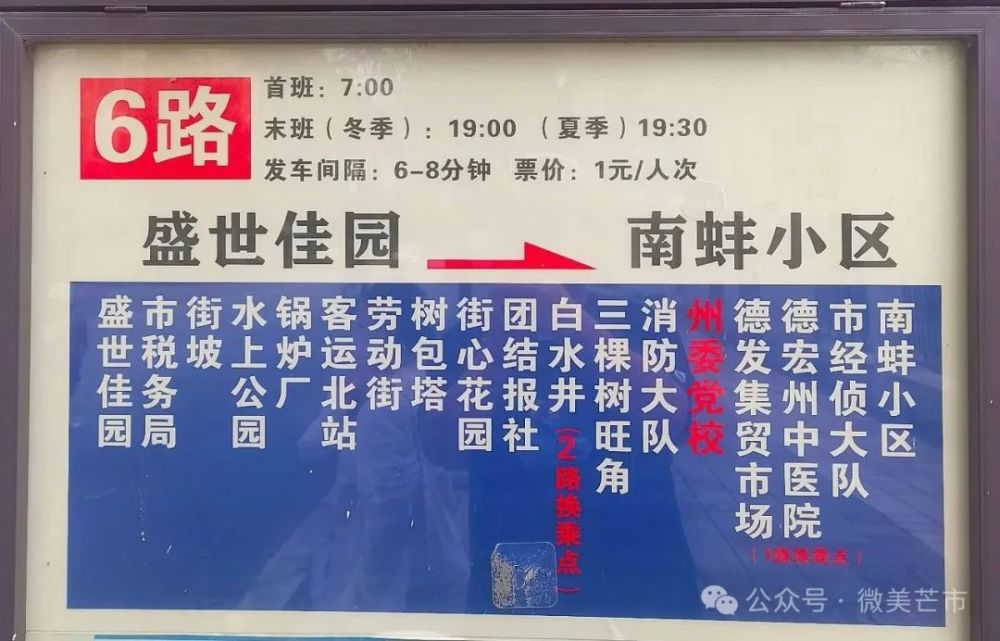 6路
首班：7:00
末班（冬季）：19:00 （夏季）19:30
发车间隔：6-8分钟 票价：1元/人次
盛世佳园
南蚌小区
盛世佳园
市税务局
街坡
水上公园
锅炉厂
客运北站
劳动街
树包塔
街心花园
团结报社
白水井（2路换乘点）
三棵树旺角
消防大队
州委党校
德发集贸市场
德宏州中医院
（1路换乘点）
市经侦大队
南蚌小区
公众号·微美芒市